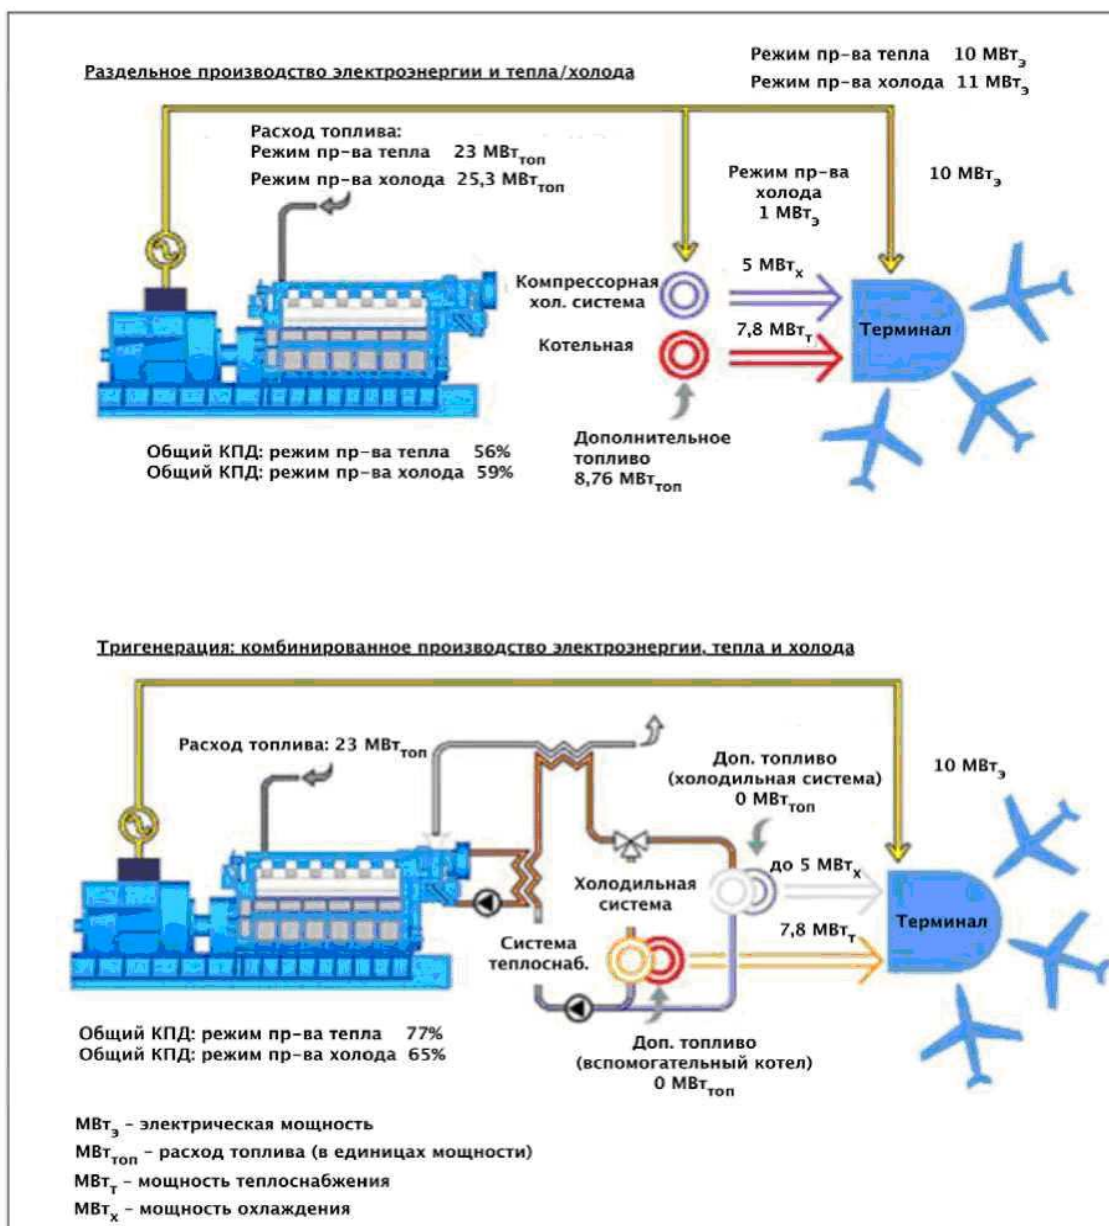 Режим пр-ва тепла 10 МВтэ
Режим пр-ва холода 11 МВтэ
Раздельное производство электроэнергии и тепла/холода
Расход топлива:
Режим пр-ва тепла 23 МВттоп
Режим пр-ва холода 25,3 МВттоп
Режим пр-ва
холода
1 МВтэ
10 МВтэ
Компрессорная
хол. система
5 МВтх
Котельная
7,8 МВтт
Терминал
Общий КПД: режим пр-ва тепла 56%
Общий КПД: режим пр-ва холода 59%
Дополнительное
топливо
8,76 МВттоп
Тригенерация: комбинированное производство электроэнергии, тепла и холода
Расход топлива: 23 МВттоп
Доп. топливо
(холодильная система)
0 МВттоп
10 МВтэ
Холодильная
система
до 5 МВтх
Система
теплоснаб.
7,8 МВтт
Терминал
Общий КПД: режим пр-ва тепла 77%
Общий КПД: режим пр-ва холода 65%
Доп. топливо
(вспомогательный котел)
0 МВттоп
МВтэ – электрическая мощность
МВттоп – расход топлива (в единицах мощности)
МВтт – мощность теплоснабжения
МВтх – мощность охлаждения